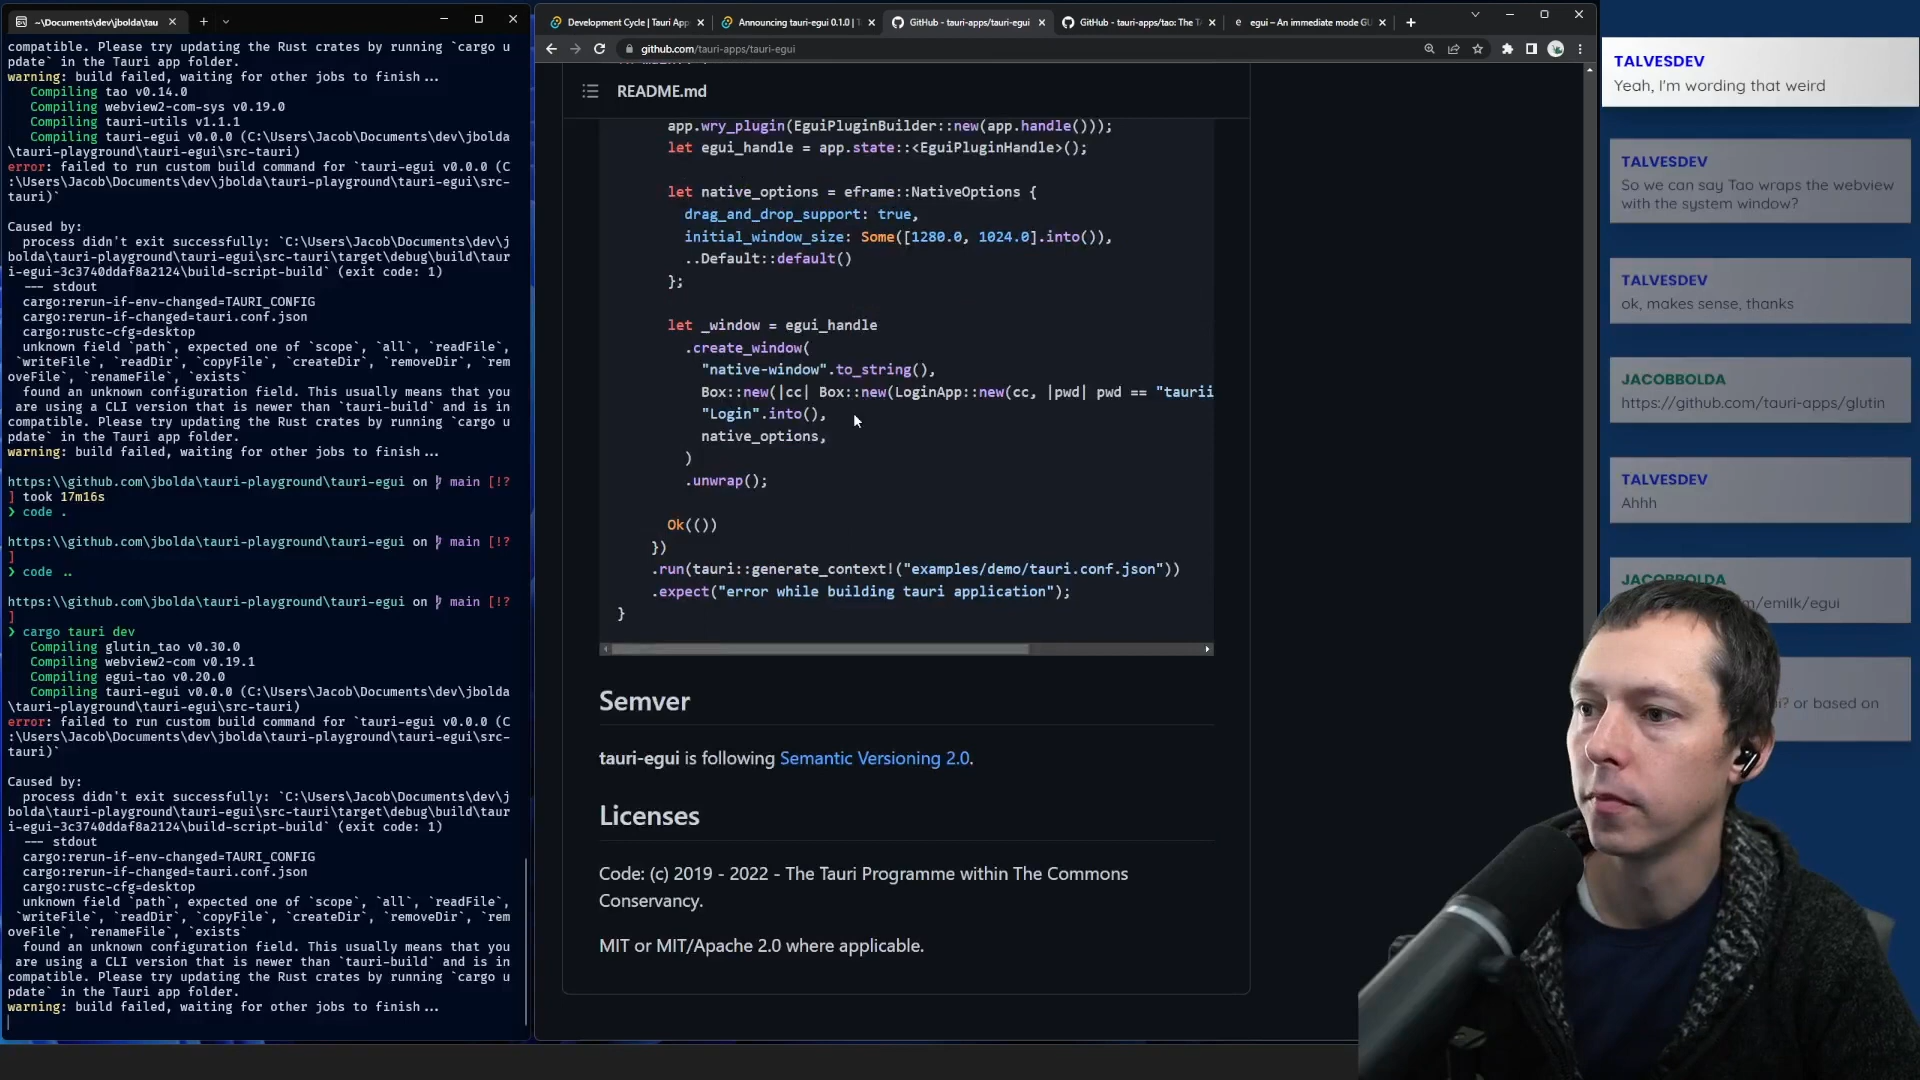 ~\Documents\dev\jbolda\tau
compatible. Please try updating the Rust crates by running `cargo u
pdate` in the Tauri app folder.
warning: build failed, waiting for other jobs to finish...
Compiling tao v0.14.0
Compiling webview2-com-sys v0.19.0
Compiling tauri-utils v1.1.1
Compiling tauri-egui v0.0.0 (C:\Users\Jacob\Documents\dev\jbolda
\tauri-playground\tauri-egui\src-tauri)
error: failed to run custom build command for `tauri-egui v0.0.0 (C
:\Users\Jacob\Documents\dev\jbolda\tauri-playground\tauri-egui\src-
tauri)`
Caused by:
process didn't exit successfully: `C:\Users\Jacob\Documents\dev\j
bolda\tauri-playground\tauri-egui\src-tauri\target\debug\build\taur
i-egui-3c3740ddaf8a2124\build-script-build` (exit code: 1)
--- stdout
cargo:rerun-if-env-changed=TAURI_CONFIG
cargo:rerun-if-changed=tauri.conf.json
cargo:rustc-cfg=desktop
unknown field `path`, expected one of `scope`, `all`, `readFile`,
`writeFile`, `readDir`, `copyFile`, `createDir`, `removeDir`, `rem
oveFile`, `renameFile`, `exists`
found an unknown configuration field. This usually means that you
are using a CLI version that is newer than `tauri-build` and is in
compatible. Please try updating the Rust crates by running `cargo u
pdate` in the Tauri app folder.
warning: build failed, waiting for other jobs to finish...
https:\\github.com\jbolda\tauri-playground\tauri-egui on main [!?
] took 17m16s
❯ code .
https:\\github.com\jbolda\tauri-playground\tauri-egui on main [!?
]
❯ code ..
https:\\github.com\jbolda\tauri-playground\tauri-egui on main [!?
]
❯ cargo tauri dev
Compiling glutin_tao v0.30.0
Compiling webview2-com v0.19.1
Compiling egui-tao v0.20.0
Compiling tauri-egui v0.0.0 (C:\Users\Jacob\Documents\dev\jbolda
\tauri-playground\tauri-egui\src-tauri)
error: failed to run custom build command for `tauri-egui v0.0.0 (C
:\Users\Jacob\Documents\dev\jbolda\tauri-playground\tauri-egui\src-
tauri)`
Caused by:
process didn't exit successfully: `C:\Users\Jacob\Documents\dev\j
bolda\tauri-playground\tauri-egui\src-tauri\target\debug\build\taur
i-egui-3c3740ddaf8a2124\build-script-build` (exit code: 1)
--- stdout
cargo:rerun-if-env-changed=TAURI_CONFIG
cargo:rerun-if-changed=tauri.conf.json
cargo:rustc-cfg=desktop
unknown field `path`, expected one of `scope`, `all`, `readFile`,
`writeFile`, `readDir`, `copyFile`, `createDir`, `removeDir`, `rem
oveFile`, `renameFile`, `exists`
found an unknown configuration field. This usually means that you
are using a CLI version that is newer than `tauri-build` and is in
compatible. Please try updating the Rust crates by running `cargo u
pdate` in the Tauri app folder.
warning: build failed, waiting for other jobs to finish...
Development Cycle | Tauri App
Announcing tauri-egui 0.1.0 | T
GitHub - tauri-apps/tauri-egui
GitHub - tauri-apps/tao: The T
egui – An immediate mode GU
github.com/tauri-apps/tauri-egui
README.md
app.wry_plugin(EguiPluginBuilder::new(app.handle()));
let egui_handle = app.state::<EguiPluginHandle>();
let native_options = eframe::NativeOptions {
drag_and_drop_support: true,
initial_window_size: Some([1280.0, 1024.0].into()),
..Default::default()
};
let _window = egui_handle
.create_window(
"native-window".to_string(),
Box::new(|cc| Box::new(LoginApp::new(cc, |pwd| pwd == "taurii
"Login".into(),
native_options,
)
.unwrap();
Ok(())
})
.run(tauri::generate_context!("examples/demo/tauri.conf.json"))
.expect("error while building tauri application");
}
Semver
tauri-egui is following Semantic Versioning 2.0.
Licenses
Code: (c) 2019 - 2022 - The Tauri Programme within The Commons
Conservancy.
MIT or MIT/Apache 2.0 where applicable.
TALVESDEV
Yeah, I'm wording that weird
TALVESDEV
So we can say Tao wraps the webview
with the system window?
TALVESDEV
ok, makes sense, thanks
JACOBBOLDA
https://github.com/tauri-apps/glutin
TALVESDEV
Ahhh
JACOBBOLDA
m/emilk/egui
i? or based on